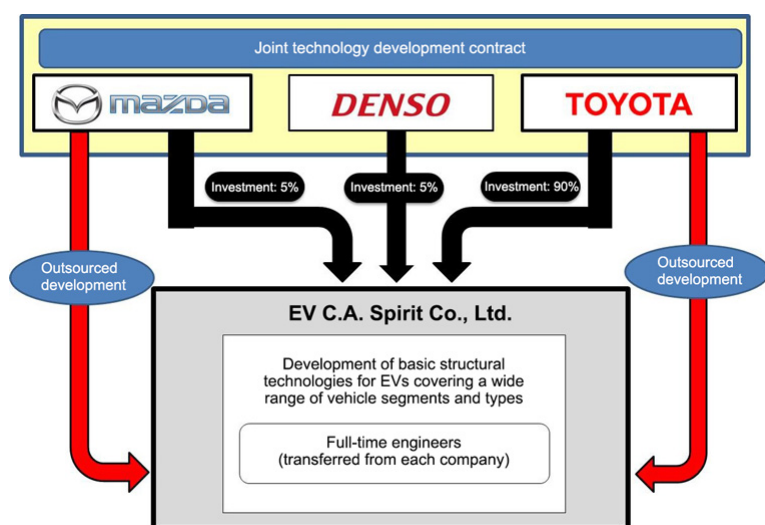 Joint technology development contract
mazda
DENSO
TOYOTA
Investment: 5%
Investment: 5%
Investment: 90%
Outsourced
development
Outsourced
development
EV C.A. Spirit Co., Ltd.
Development of basic structural
technologies for EVs covering a wide
range of vehicle segments and types
Full-time engineers
(transferred from each company)